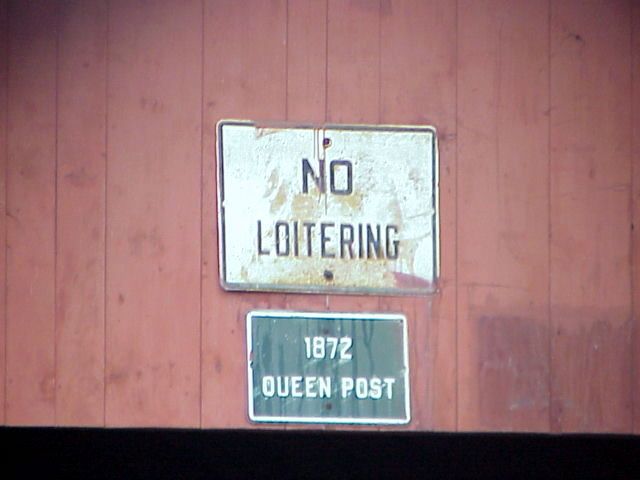 NO
LOITERING
1872
QUEEN POST